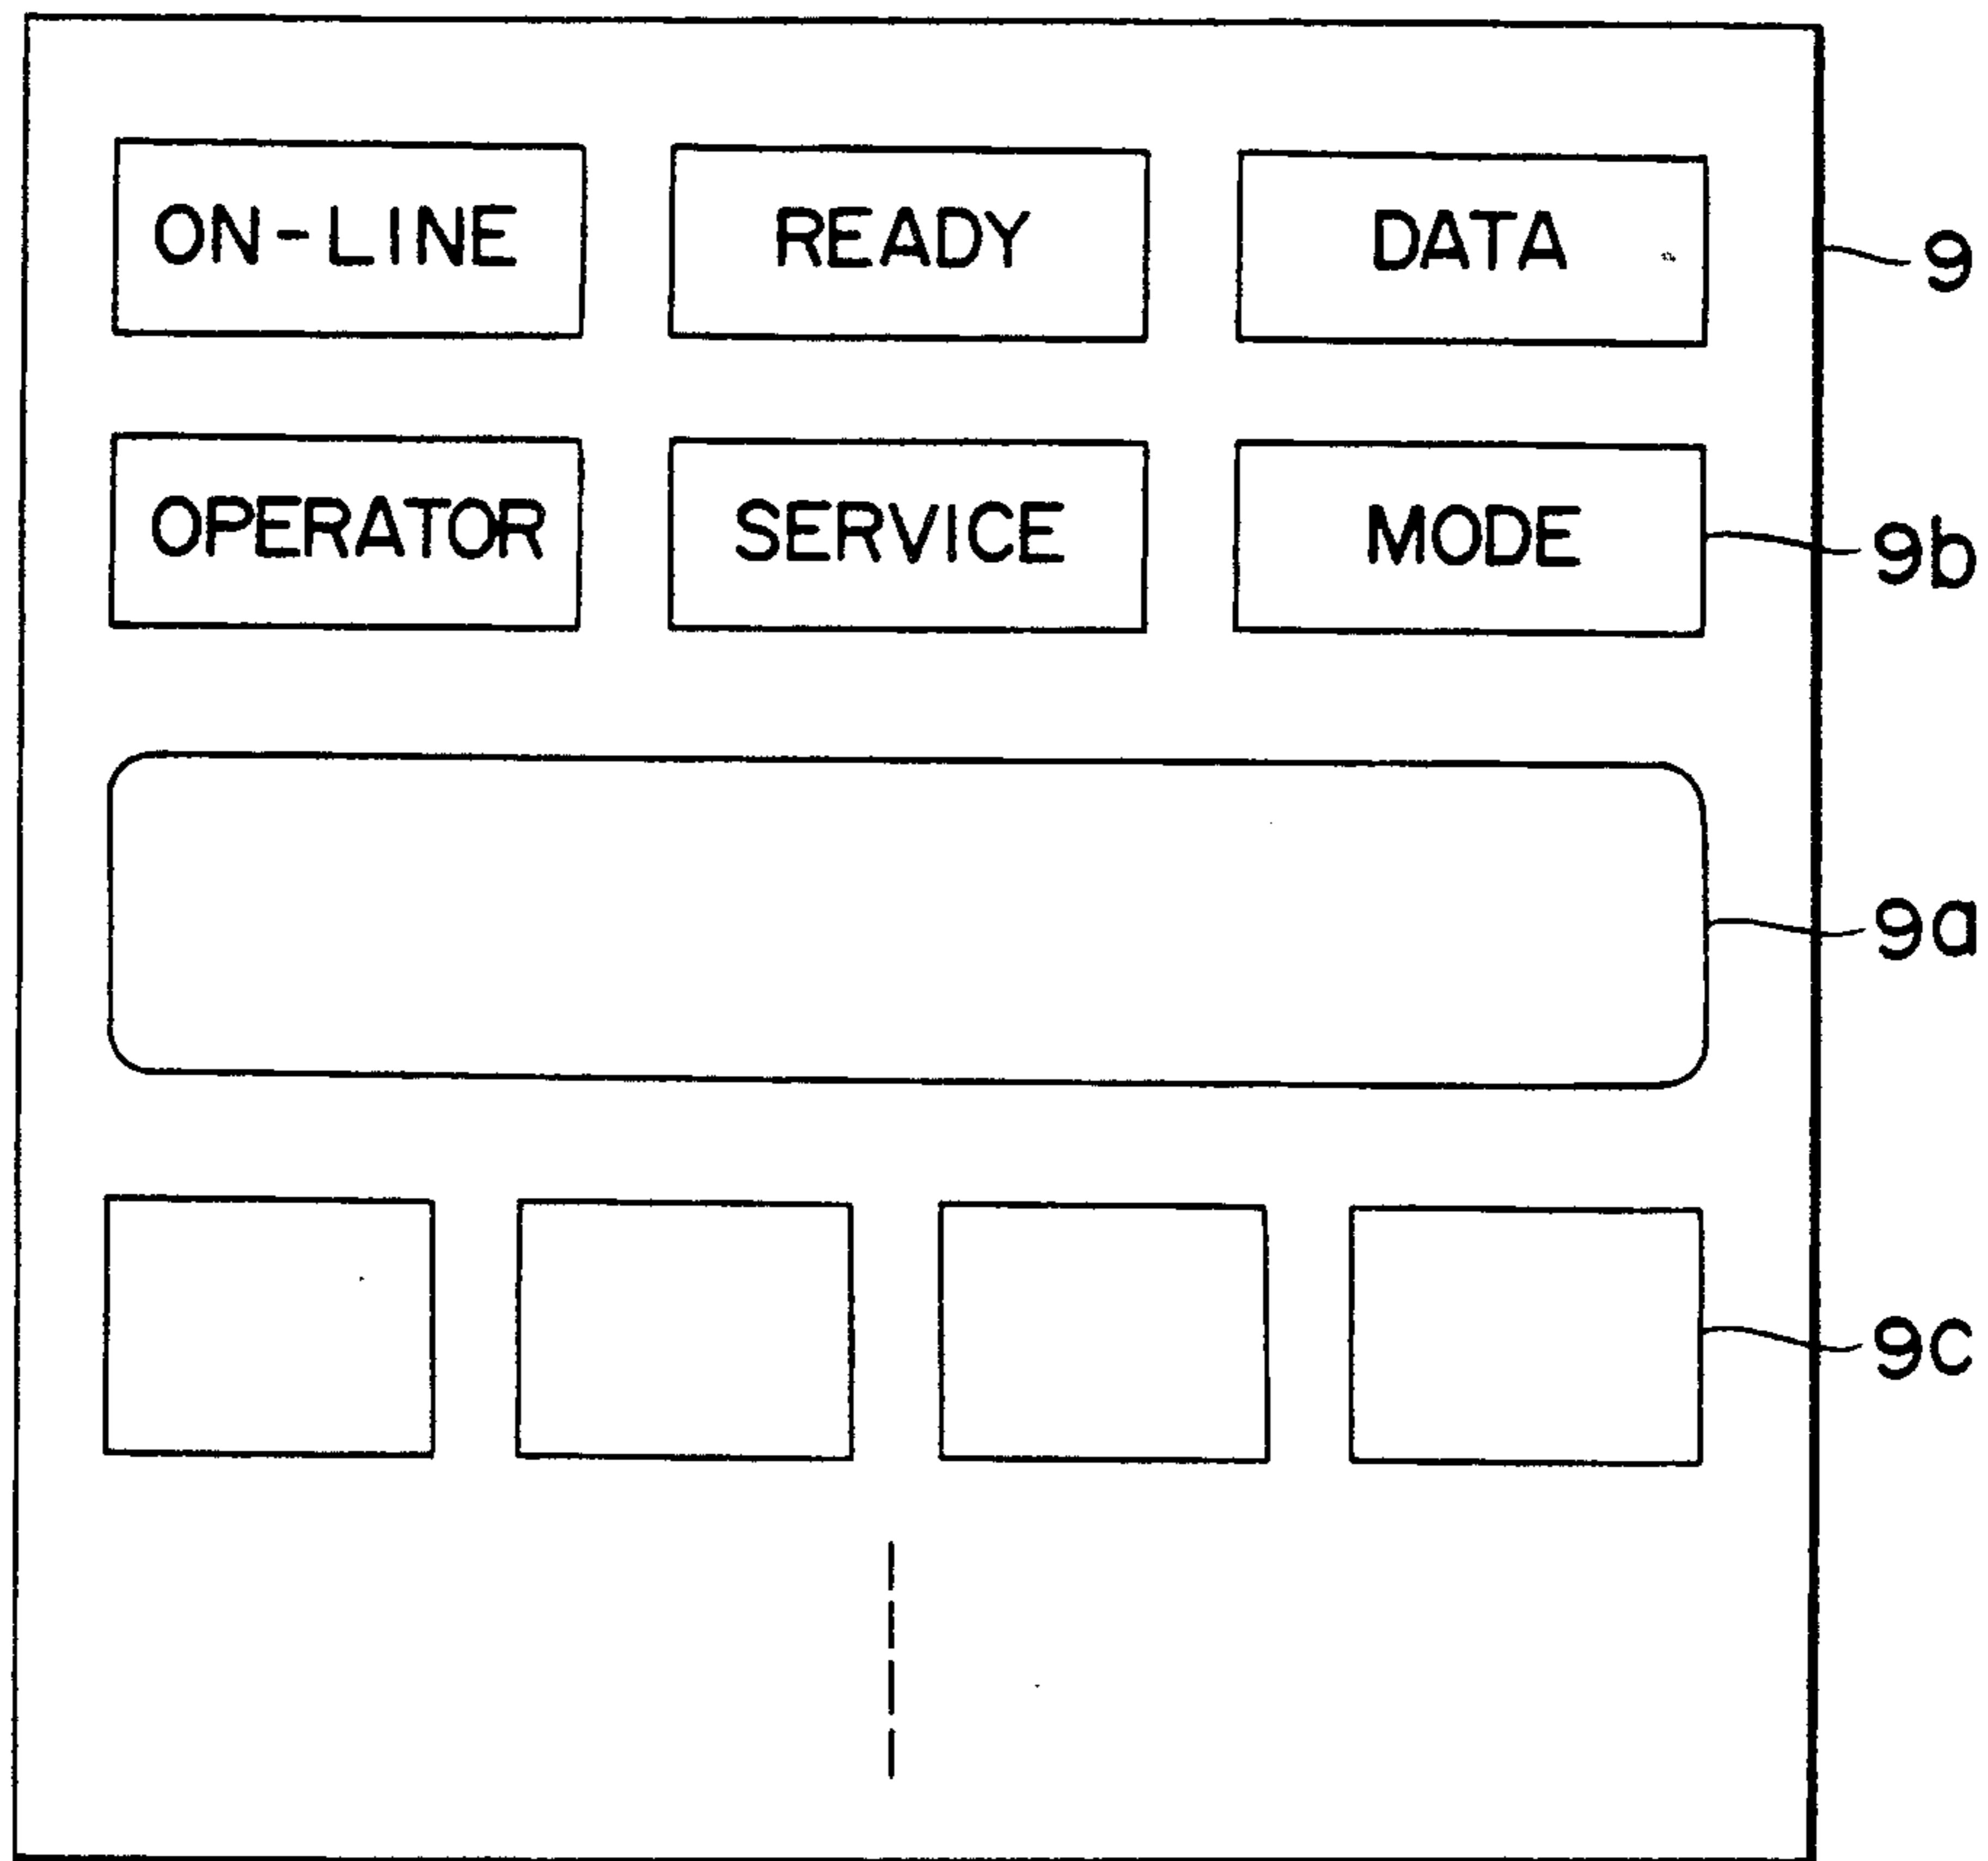 ON-LINE READY DATA 9
OPERATOR SERVICE MODE 9b
9a
9c